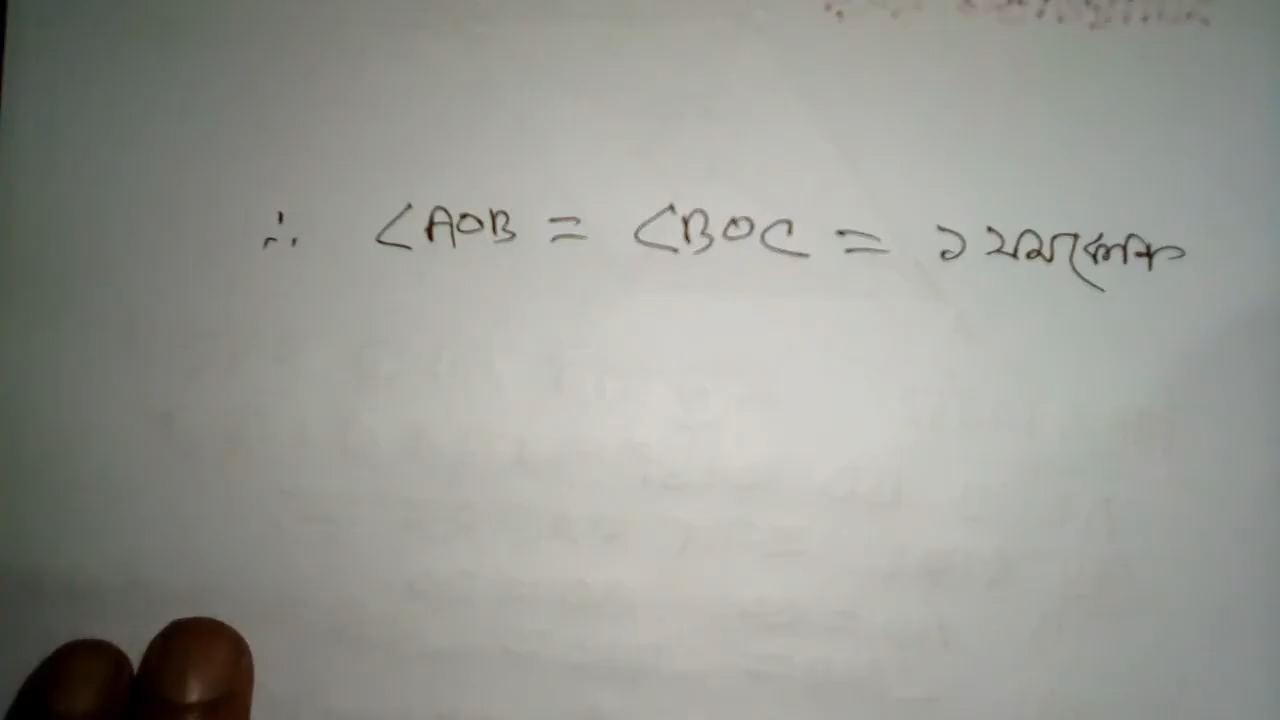 ∴ ∠AOB = ∠BOC = ১ সমকোণ